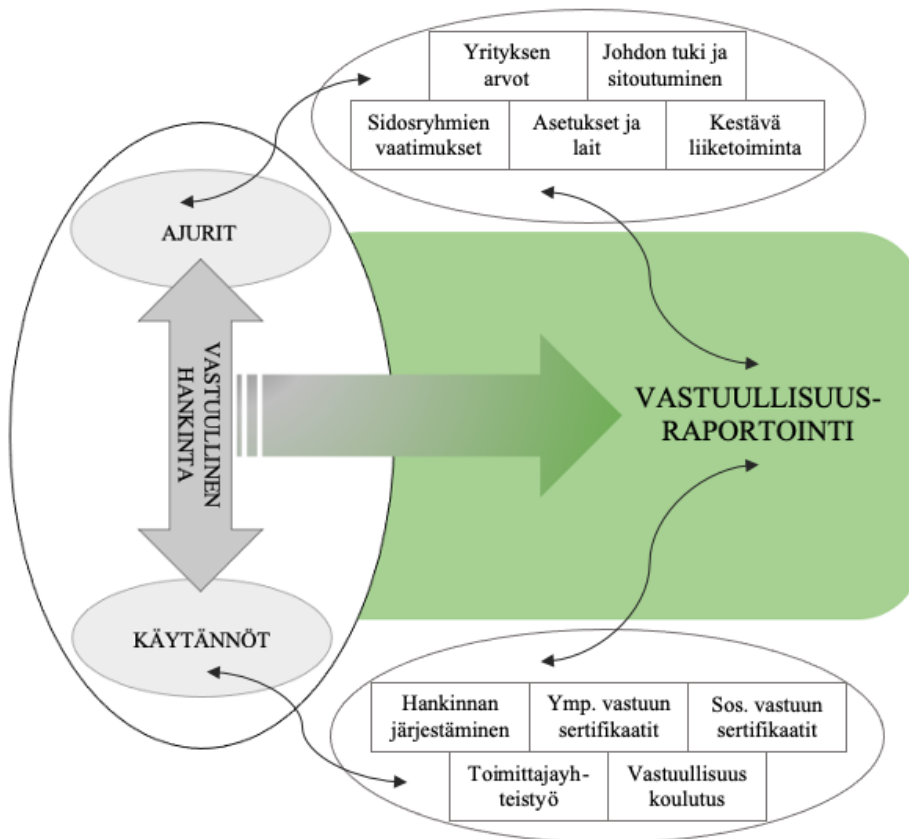 Yrityksen
arvot
Johdon tuki ja
sitoutuminen
Sidosryhmien
vaatimukset
Asetukset ja
lait
Kestävä
liiketoiminta
AJURIT
VASTUULLINEN
HANKINTA
VASTUULLISUUS-
RAPORTOINTI
KÄYTÄNNÖT
Hankinnan
järjestäminen
Ymp. vastuun
sertifikaatit
Sos. vastuun
sertifikaatit
Toimittajayh-
teistyö
Vastuullisuus
koulutus